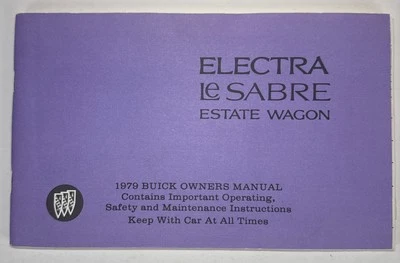 ELECTRA
LeSABRE
ESTATE WAGON
1979 BUICK OWNERS MANUAL
Contains Important Operating,
Safety and Maintenance Instructions
Keep With Car At All Times